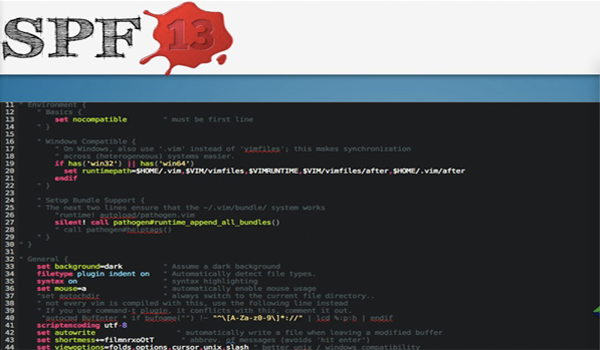 SPF 13
11 " Environment {
12 " Basics {
13 set nocompatible " must be first line
14 " }
15
16 " Windows Compatible {
17 " On Windows, also use '.vim' instead of 'vimfiles'; this makes synchronization
18 " across (heterogeneous) systems easier.
19 if has('win32') || has('win64')
20 set runtimepath=$HOME/.vim,$VIM/vimfiles,$VIMRUNTIME,$VIM/vimfiles/after,$HOME/.vim/after
21 endif
22 " }
23
24 " Setup Bundle Support {
25 " The next two lines ensure that the ~/.vim/bundle/ system works
26 "runtime! autoload/pathogen.vim
27 silent! call pathogen#runtime_append_all_bundles()
28 " call pathogen#helptags()
29 " }
30 " }
31
32 " General {
33 set background=dark " Assume a dark background
34 filetype plugin indent on " Automatically detect file types.
35 syntax on " syntax highlighting
36 set mouse=a " automatically enable mouse usage
37 "set autochdir " always switch to the current file directory..
38 " not every vim is compiled with this, use the following line instead
39 " If you use command-t plugin, it conflicts with this, comment it out.
40 "autocmd BufEnter * if bufname("") !~ "^\[A-Za-z0-9\]*://" | lcd %:p:h | endif
41 scriptencoding utf-8
42 set autowrite " automatically write a file when leaving a modified buffer
43 set shortmess+=filmnrxoOtT " abbrev. of messages (avoids 'hit enter')
44 set viewoptions=folds,options,cursor,unix,slash " better unix / windows compatibility